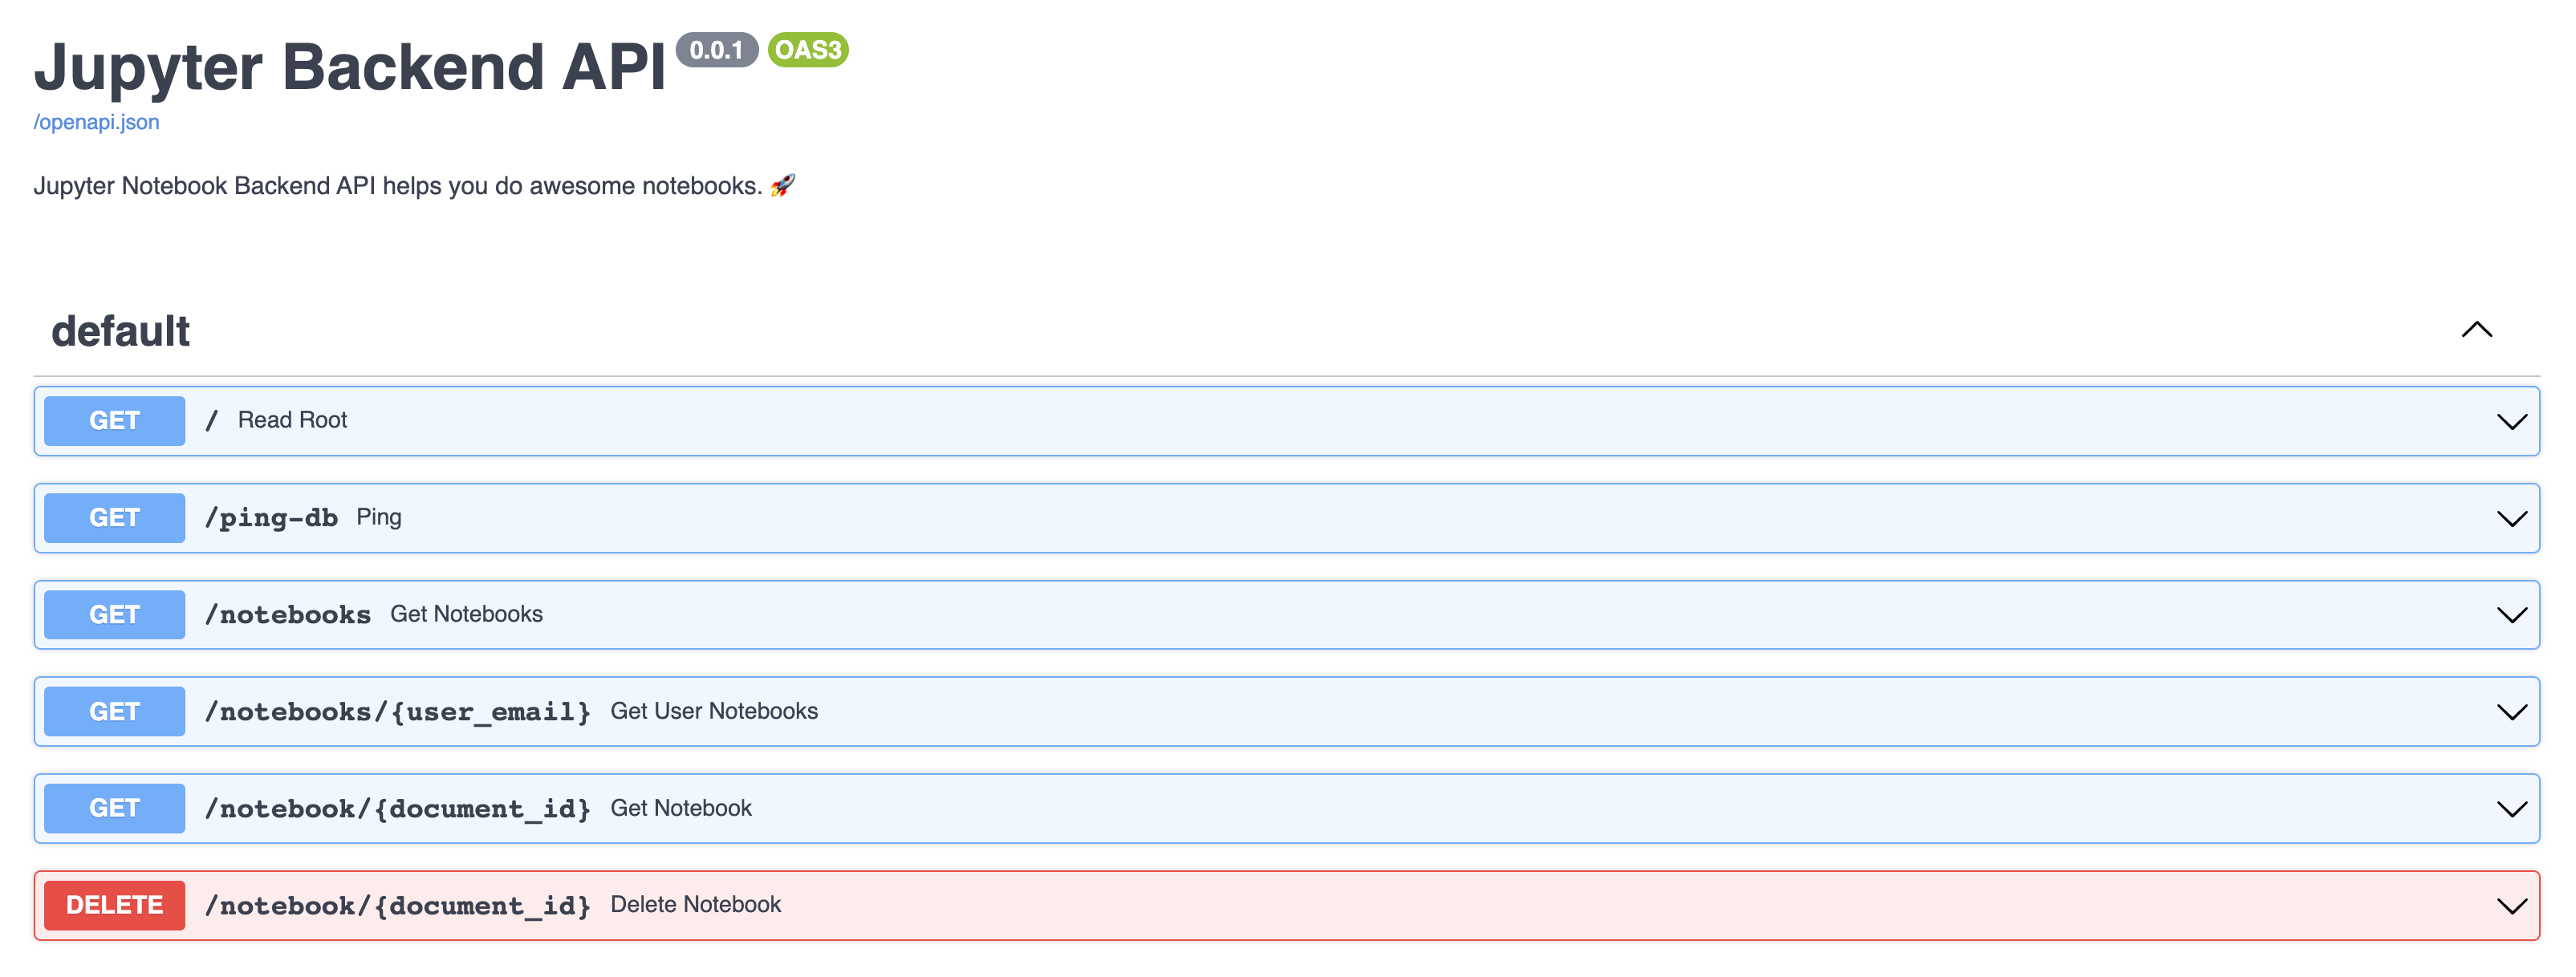 Jupyter Backend API 0.0.1 OAS3
/openapi.json
Jupyter Notebook Backend API helps you do awesome notebooks. 🚀
default
GET / Read Root
GET /ping-db Ping
GET /notebooks Get Notebooks
GET /notebooks/{user_email} Get User Notebooks
GET /notebook/{document_id} Get Notebook
DELETE /notebook/{document_id} Delete Notebook